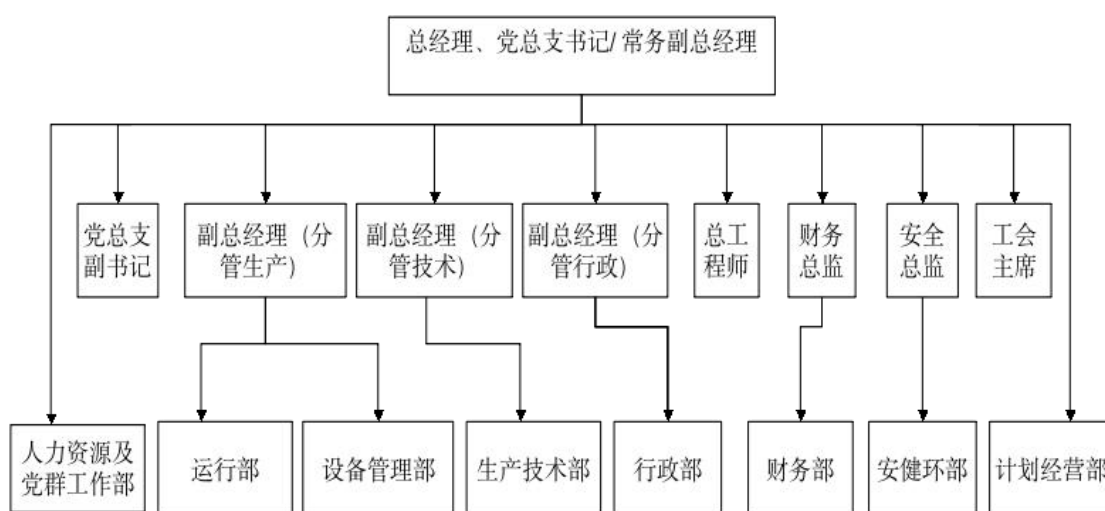 总经理、党总支书记/ 常务副总经理
党总支
副书记
副总经理（分
管生产）
副总经理（分
管技术）
副总经理（分
管行政）
总工
程师
财务
总监
安全
总监
工会
主席
人力资源及
党群工作部
运行部
设备管理部
生产技术部
行政部
财务部
安健环部
计划经营部